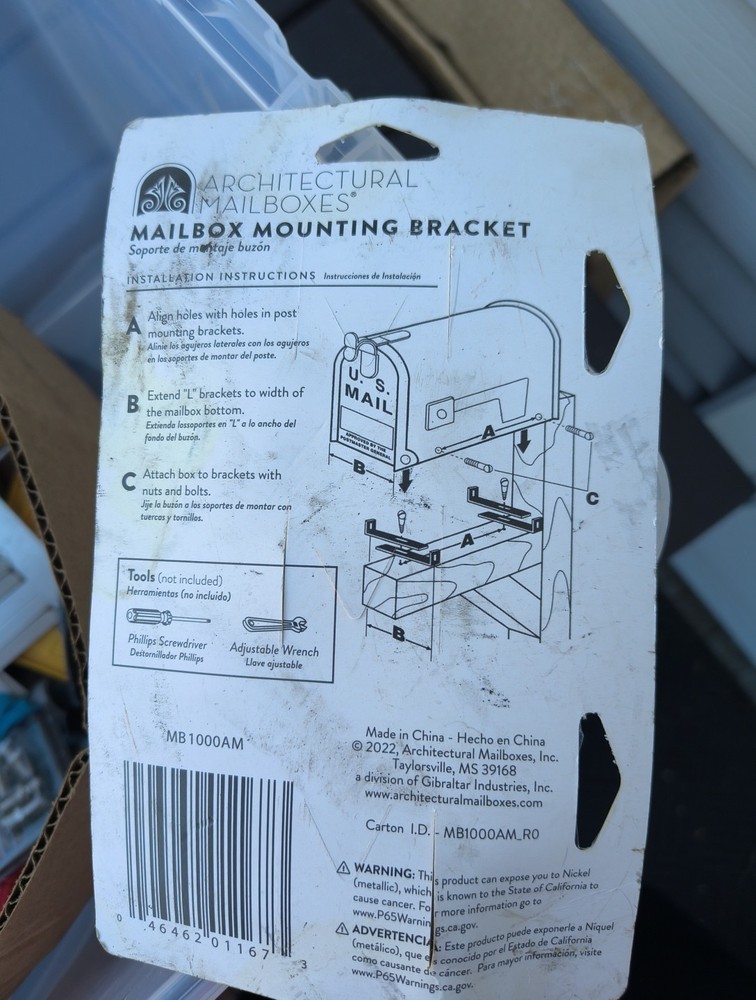 ARCHITECTURAL
MAILBOXES®
MAILBOX MOUNTING BRACKET
Soporte de montaje buzón
INSTALLATION INSTRUCTIONS Instrucciones de Instalación
A Align holes with holes in post
mounting brackets.
Alinie los agujeros laterales con los agujeros
en los soportes de montar del poste.
B Extend "L" brackets to width of
the mailbox bottom.
Extienda lossoportes en "L" a lo ancho del
fondo del buzón.
C Attach box to brackets with
nuts and bolts.
Jije la buzón a los soportes de montar con
tuercas y tornillos.
U. S.
MAIL
APPROVED BY THE
POSTMASTER GENERAL
A
B
C
A
B
Tools (not included)
Herramientas (no incluido)
Phillips Screwdriver
Destornillador Phillips
Adjustable Wrench
Llave ajustable
MB1000AM
0 46462 01167 3
Made in China - Hecho en China
© 2022, Architectural Mailboxes, Inc.
Taylorsville, MS 39168
a division of Gibraltar Industries, Inc.
www.architecturalmailboxes.com
Carton I.D. - MB1000AM_R0
⚠ WARNING: This product can expose you to Nickel
(metallic), which is known to the State of California to
cause cancer. For more information go to
www.P65Warnings.ca.gov.
⚠ ADVERTENCIA: Este producto puede exponerle a Niquel
(metálico), que es conocido por el Estado de California
como causante de cáncer. Para mayor información, visite
www.P65Warnings.ca.gov.